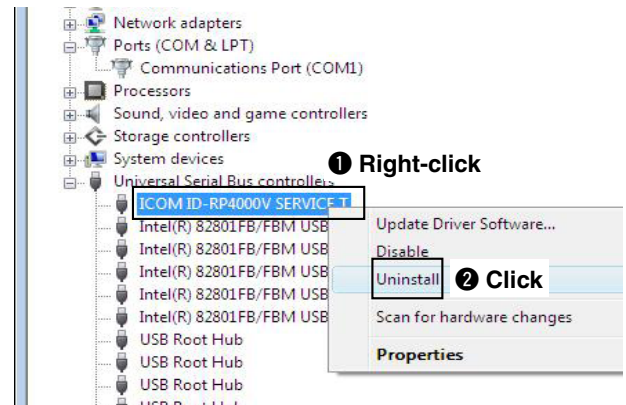 Network adapters
Ports (COM & LPT)
Communications Port (COM1)
Processors
Sound, video and game controllers
Storage controllers
System devices
❶ Right-click
Universal Serial Bus controllers
ICOM ID-RP4000V SERVICE T
Intel(R) 82801FB/FBM USB
Intel(R) 82801FB/FBM USB
Intel(R) 82801FB/FBM USB
Intel(R) 82801FB/FBM USB
Intel(R) 82801FB/FBM USB
USB Root Hub
USB Root Hub
USB Root Hub
USB Root Hub
Update Driver Software...
Disable
Uninstall
❷ Click
Scan for hardware changes
Properties